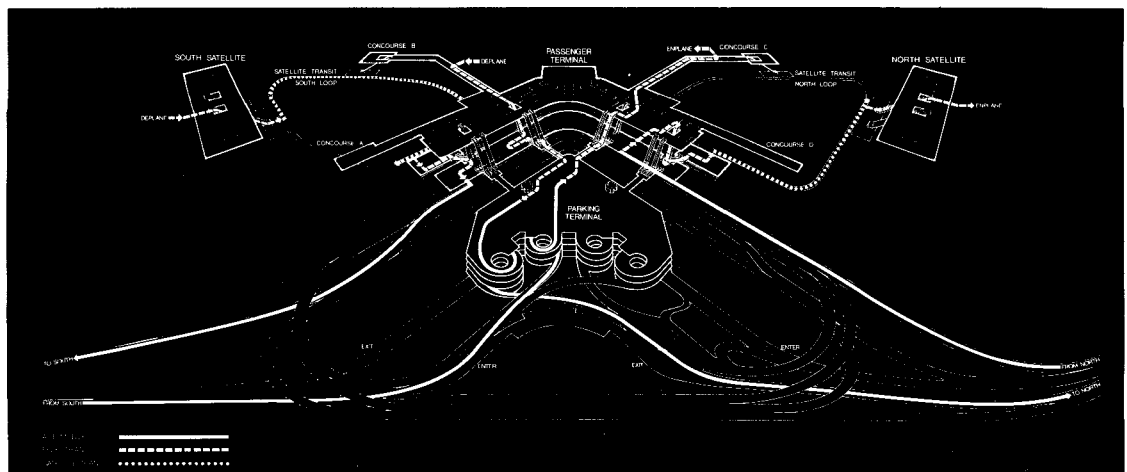 CONCOURSE B
ENPLANE
CONCOURSE C
SOUTH SATELLITE
DEPLANE
PASSENGER
TERMINAL
NORTH SATELLITE
SATELLITE TRANSIT
SOUTH LOOP
SATELLITE TRANSIT
NORTH LOOP
DEPLANE
ENPLANE
CONCOURSE A
CONCOURSE D
PARKING
TERMINAL
EXIT
ENTER
ENTER
EXIT
TO SOUTH
FROM NORTH
FROM SOUTH
TO NORTH